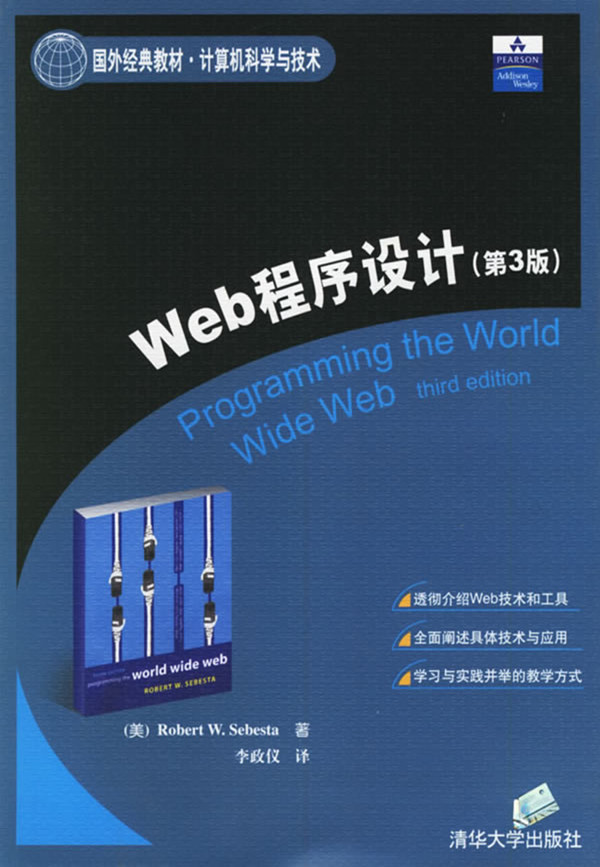 国外经典教材·计算机科学与技术
PEARSON
Addison
Wesley
Web程序设计(第3版)
Programming the World
Wide Web third edition
programming the world wide web
ROBERT W. SEBESTA
透彻介绍Web技术和工具
全面阐述具体技术与应用
学习与实践并举的教学方式
(美) Robert W. Sebesta 著
李政仪 译
清华大学出版社